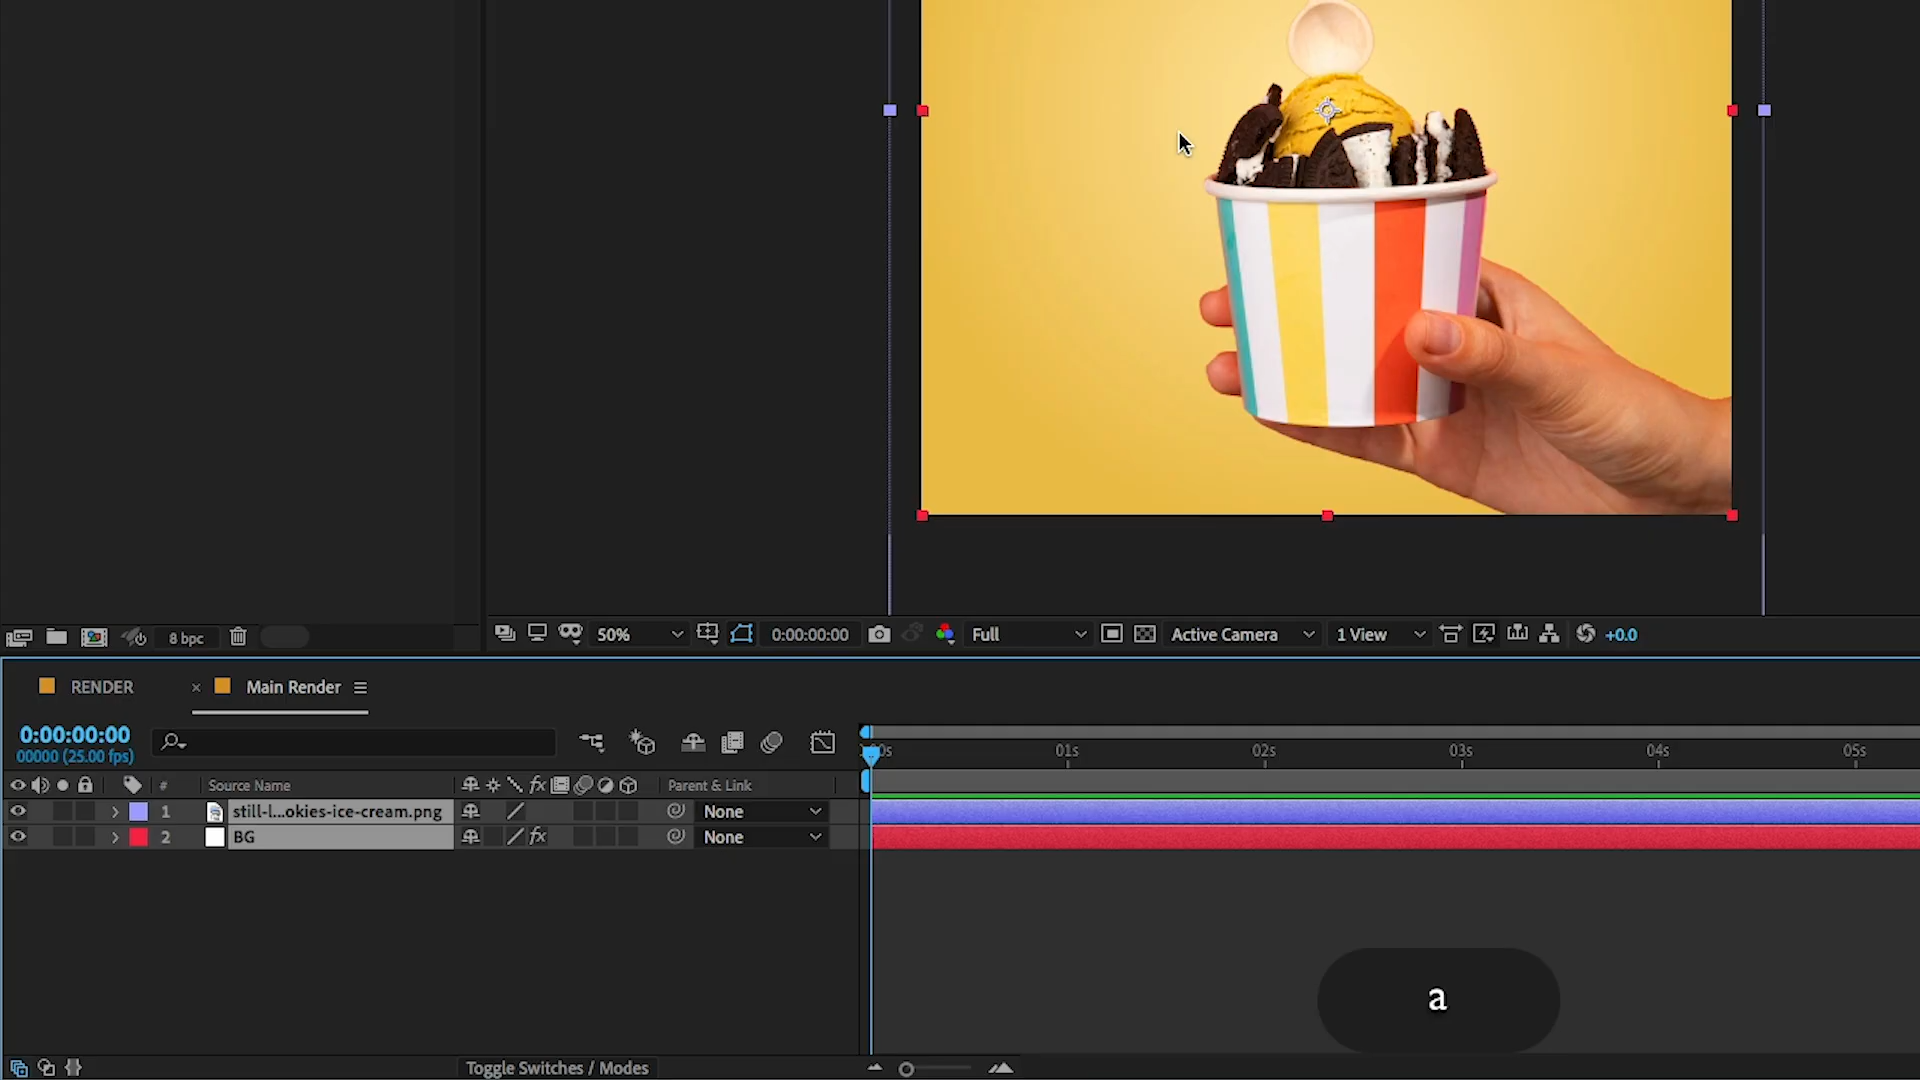 8 bpc
50%
0:00:00:00
Full
Active Camera
1 View
+0.0
RENDER
× Main Render
0:00:00:00
00000 (25.00 fps)
# Source Name
fx
Parent & Link
1 still-l...okies-ice-cream.png
None
2 BG
fx
None
0s 01s 02s 03s 04s 05s
a
Toggle Switches / Modes